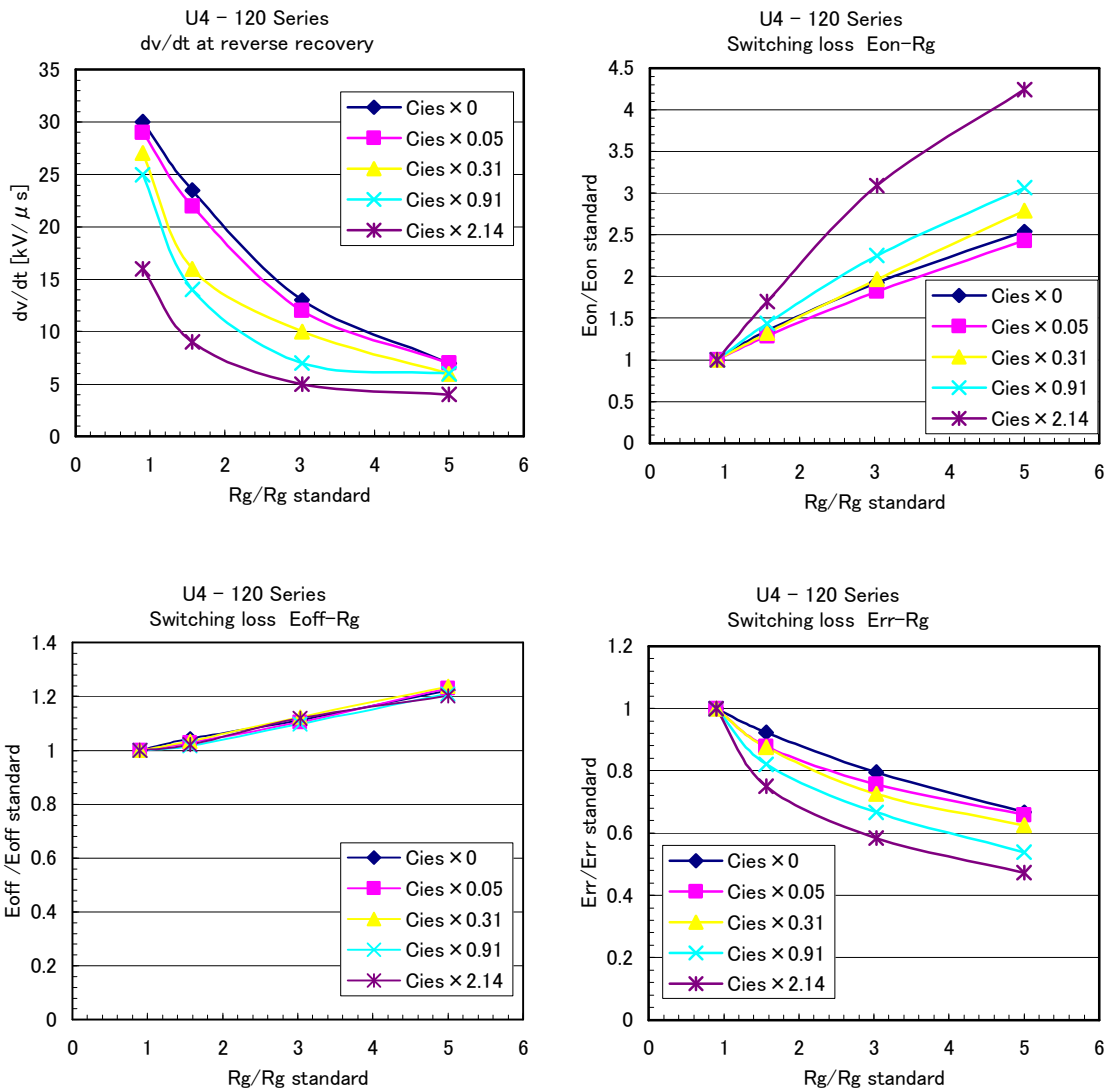 U4 - 120 Series
dv/dt at reverse recovery
35
30
25
20
15
10
5
0
dv/dt [kV/μs]
0 1 2 3 4 5 6
Rg/Rg standard
Cies×0
Cies×0.05
Cies×0.31
Cies×0.91
Cies×2.14
U4 - 120 Series
Switching loss Eon-Rg
4.5
4
3.5
3
2.5
2
1.5
1
0.5
0
Eon/Eon standard
0 1 2 3 4 5 6
Rg/Rg standard
Cies×0
Cies×0.05
Cies×0.31
Cies×0.91
Cies×2.14
U4 - 120 Series
Switching loss Eoff-Rg
1.4
1.2
1
0.8
0.6
0.4
0.2
0
Eoff /Eoff standard
0 1 2 3 4 5 6
Rg/Rg standard
Cies×0
Cies×0.05
Cies×0.31
Cies×0.91
Cies×2.14
U4 - 120 Series
Switching loss Err-Rg
1.2
1
0.8
0.6
0.4
0.2
0
Err/Err standard
0 1 2 3 4 5 6
Rg/Rg standard
Cies×0
Cies×0.05
Cies×0.31
Cies×0.91
Cies×2.14